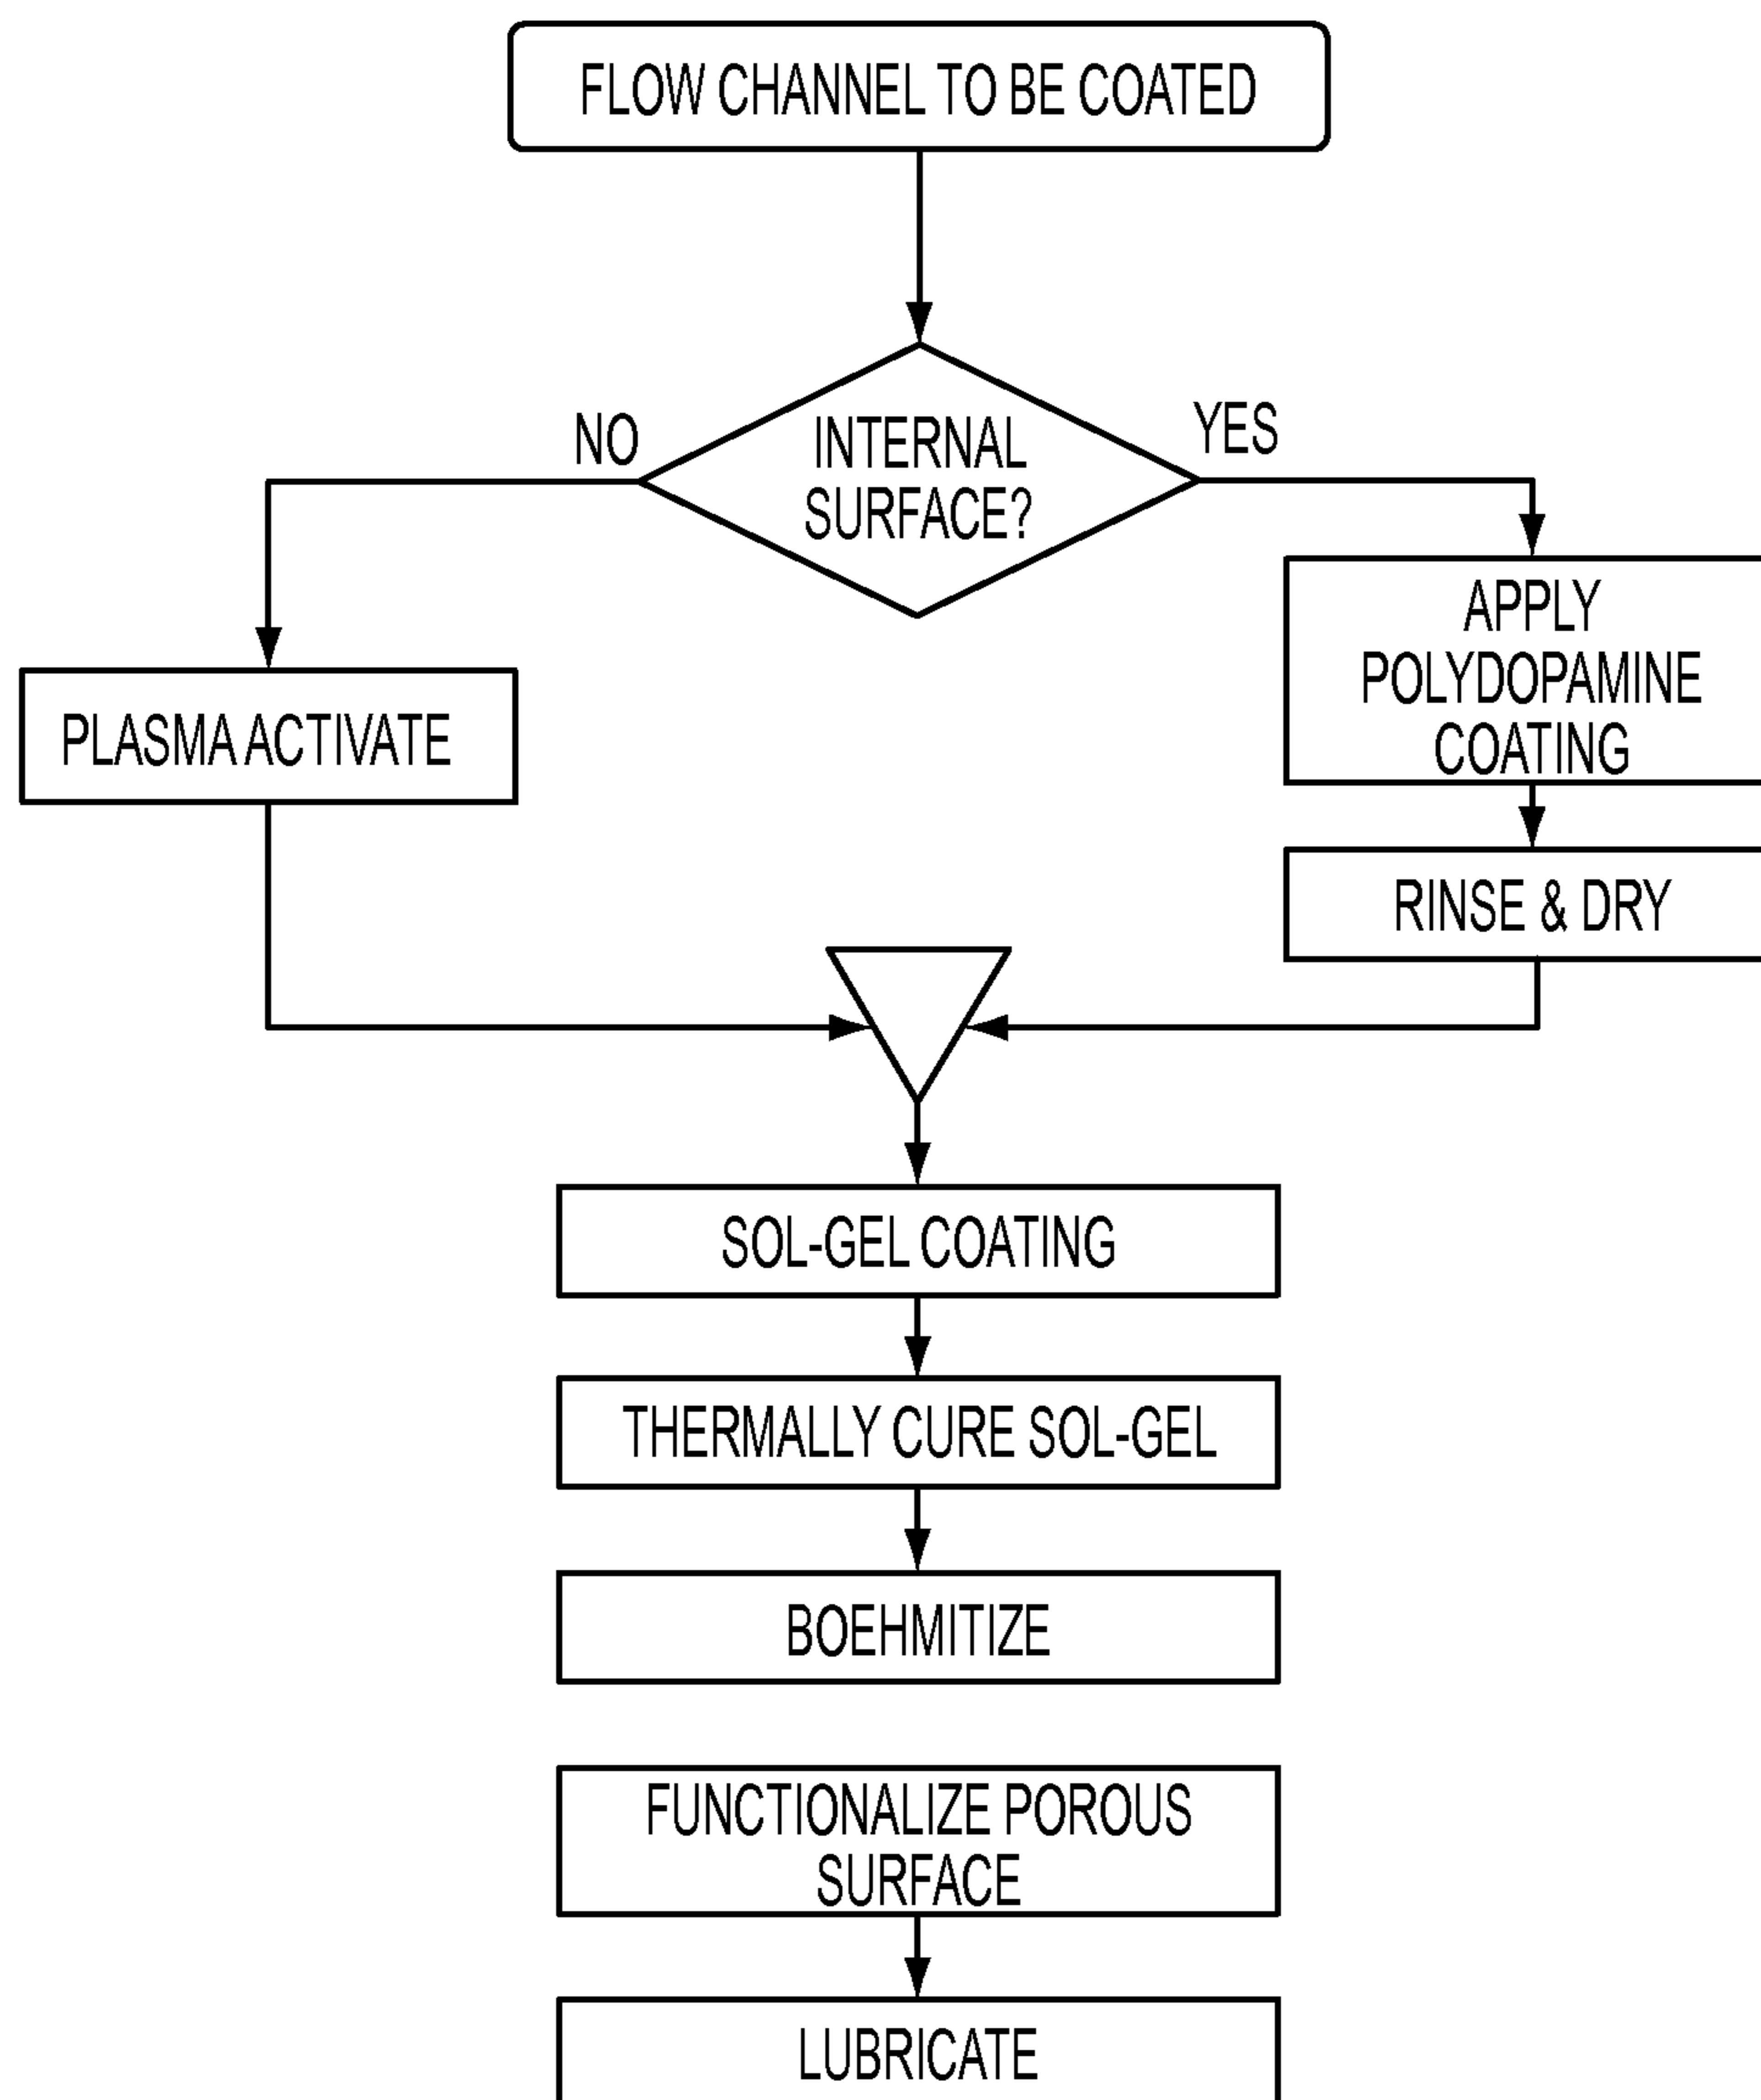 FLOW CHANNEL TO BE COATED
NO
INTERNAL
SURFACE?
YES
PLASMA ACTIVATE
APPLY
POLYDOPAMINE
COATING
RINSE & DRY
SOL-GEL COATING
THERMALLY CURE SOL-GEL
BOEHMITIZE
FUNCTIONALIZE POROUS
SURFACE
LUBRICATE